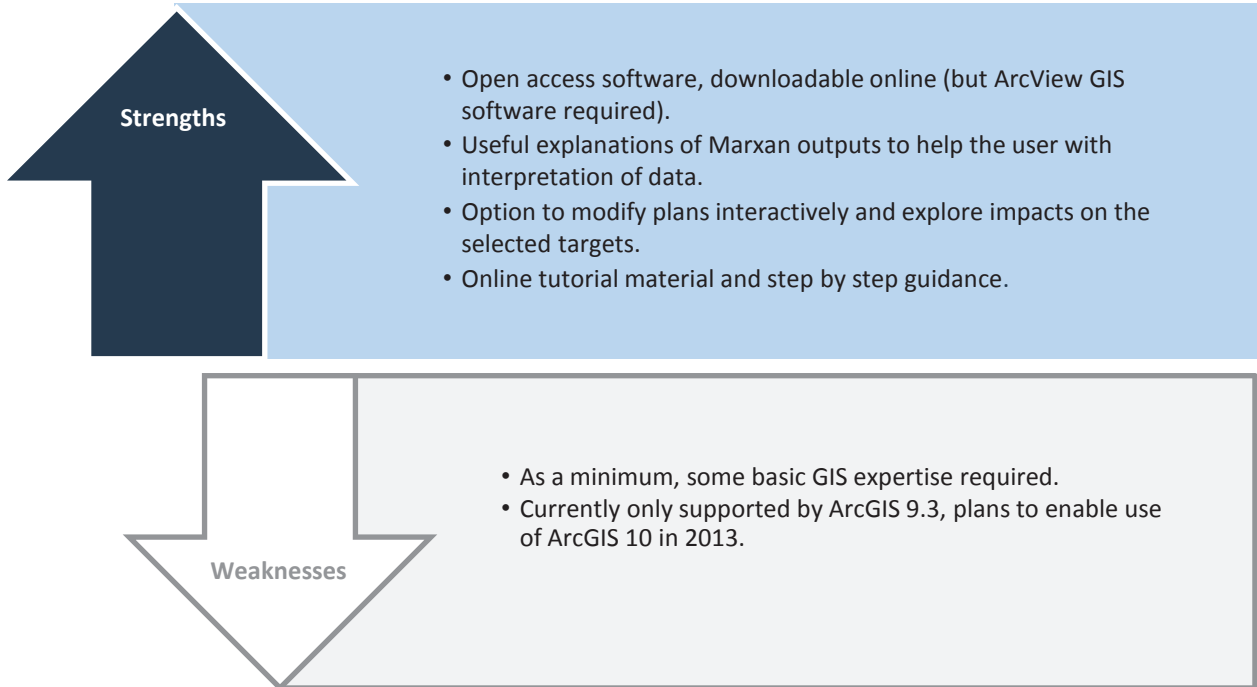 Strengths
• Open access software, downloadable online (but ArcView GIS
software required).
• Useful explanations of Marxan outputs to help the user with
interpretation of data.
• Option to modify plans interactively and explore impacts on the
selected targets.
• Online tutorial material and step by step guidance.
Weaknesses
• As a minimum, some basic GIS expertise required.
• Currently only supported by ArcGIS 9.3, plans to enable use
of ArcGIS 10 in 2013.